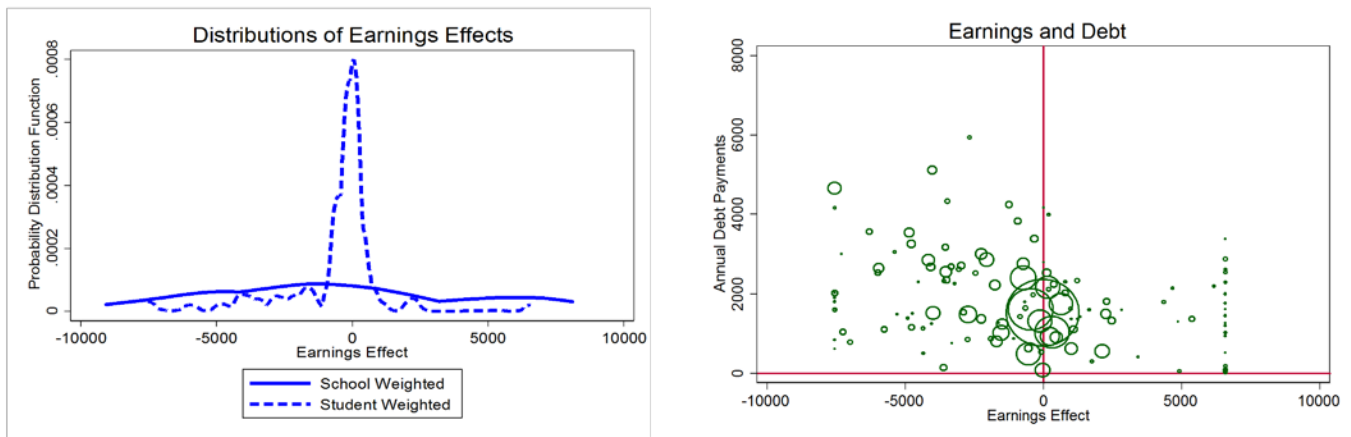 Distributions of Earnings Effects
Probability Distribution Function
.0008
.0006
.0004
.0002
0
-10000 -5000 0 5000 10000
Earnings Effect
School Weighted
Student Weighted
Earnings and Debt
Annual Debt Payments
8000
6000
4000
2000
0
-10000 -5000 0 5000 10000
Earnings Effect